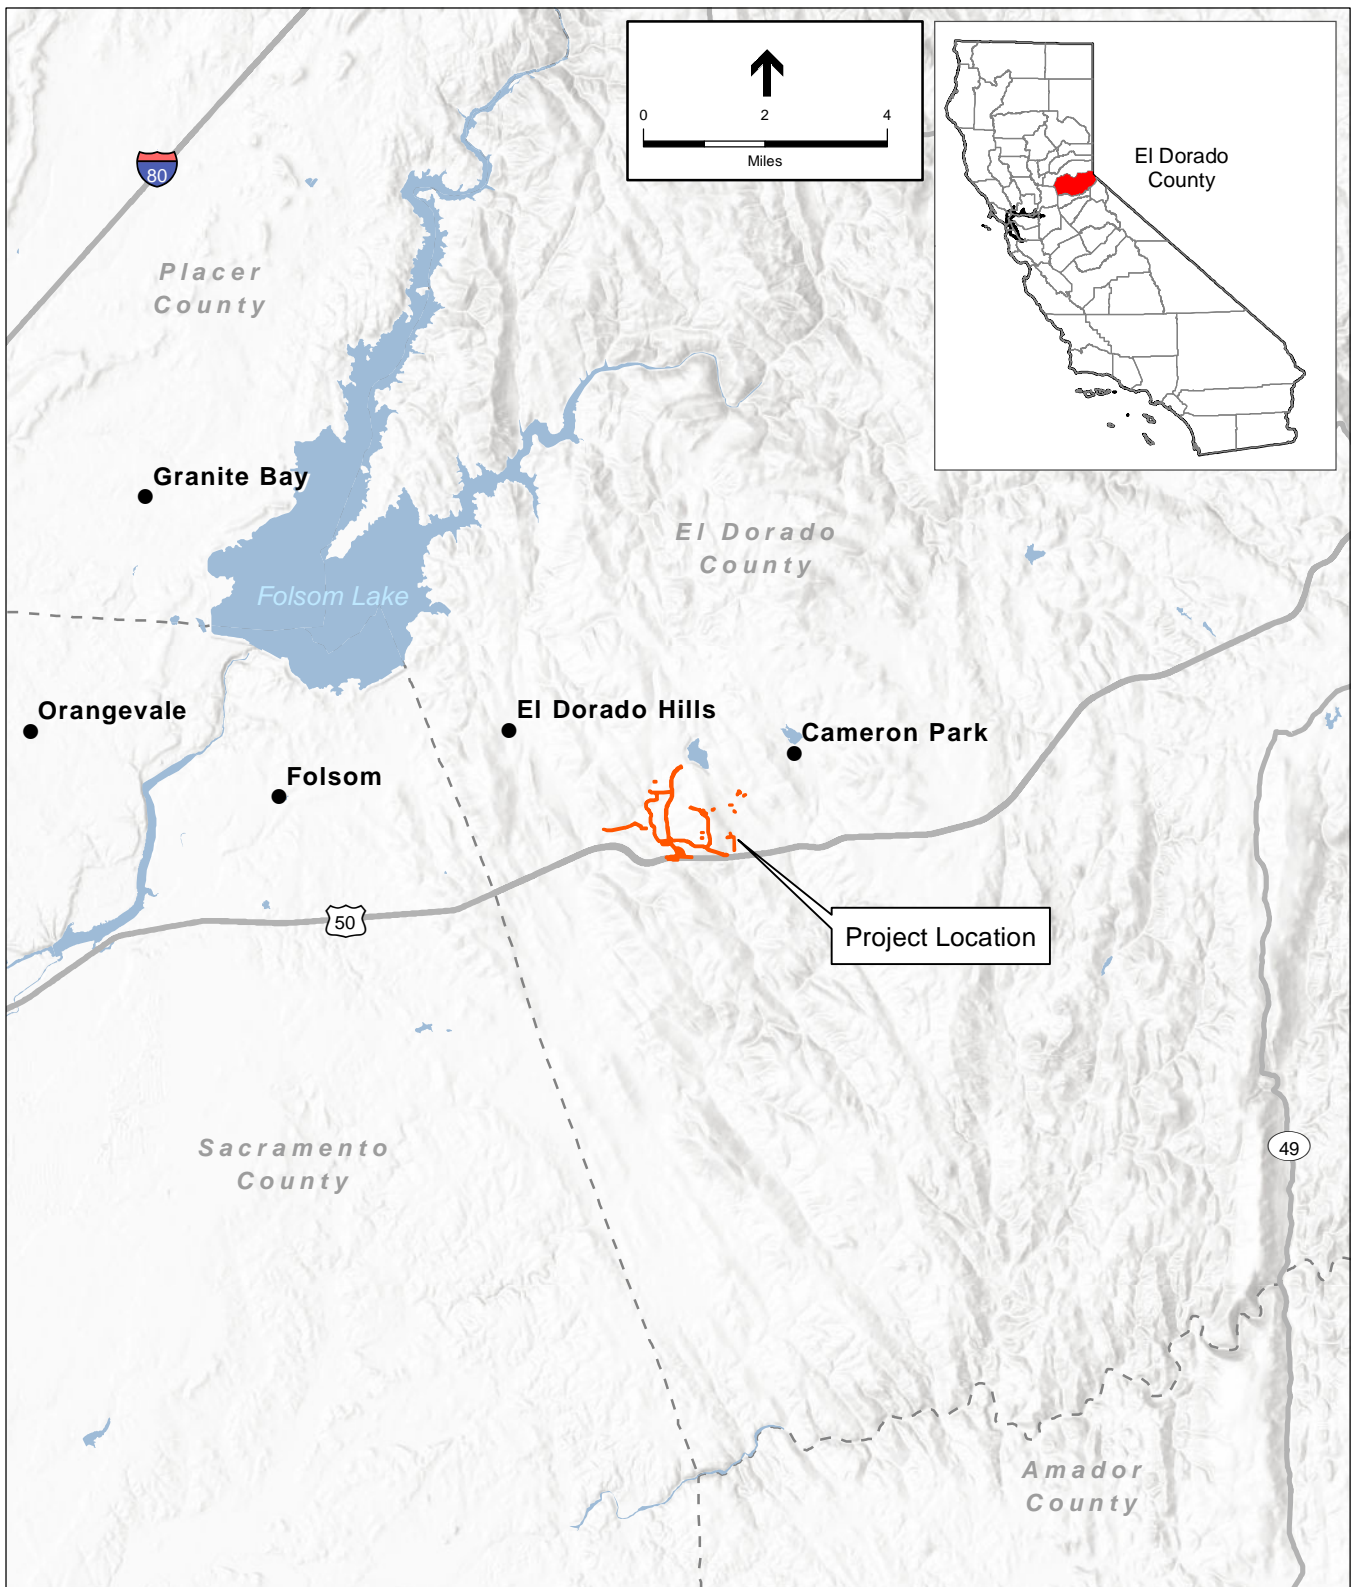 0 2 4
Miles
El Dorado
County
80
Placer
County
Granite Bay
El Dorado
County
Folsom Lake
Orangevale
El Dorado Hills
Cameron Park
Folsom
50
Project Location
Sacramento
County
49
Amador
County